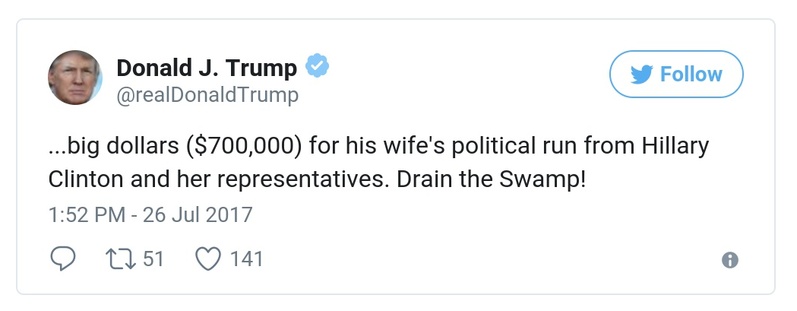 Donald J. Trump
@realDonaldTrump
Follow
...big dollars ($700,000) for his wife's political run from Hillary
Clinton and her representatives. Drain the Swamp!
1:52 PM - 26 Jul 2017
51 141